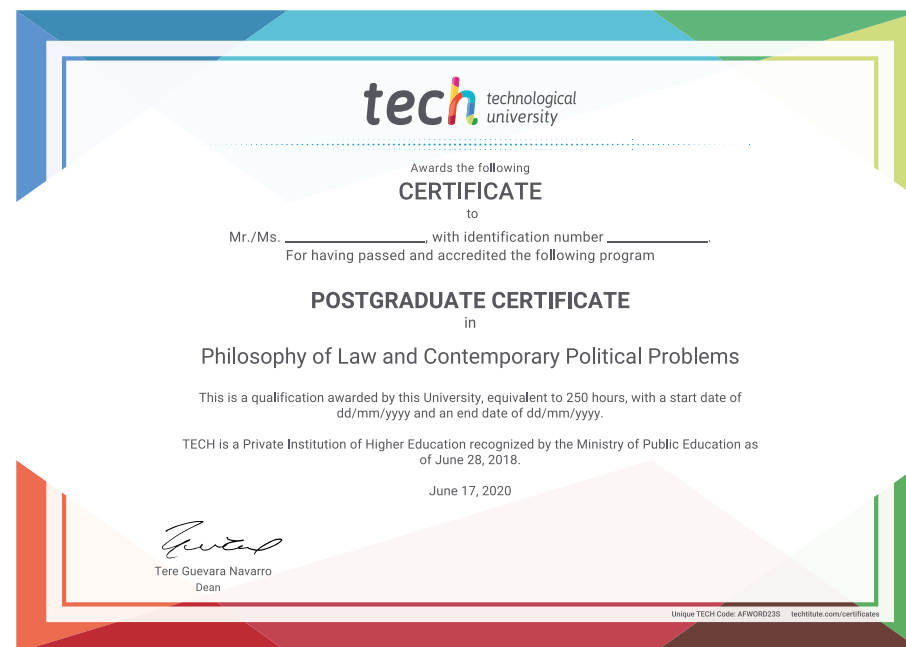 tech technological
university
Awards the following
CERTIFICATE
to
Mr./Ms. ____________________, with identification number ______________.
For having passed and accredited the following program
POSTGRADUATE CERTIFICATE
in
Philosophy of Law and Contemporary Political Problems
This is a qualification awarded by this University, equivalent to 250 hours, with a start date of
dd/mm/yyyy and an end date of dd/mm/yyyy.
TECH is a Private Institution of Higher Education recognized by the Ministry of Public Education as
of June 28, 2018.
June 17, 2020
Tere Guevara Navarro
Dean
Unique TECH Code: AFWORD23S techtitute.com/certificates